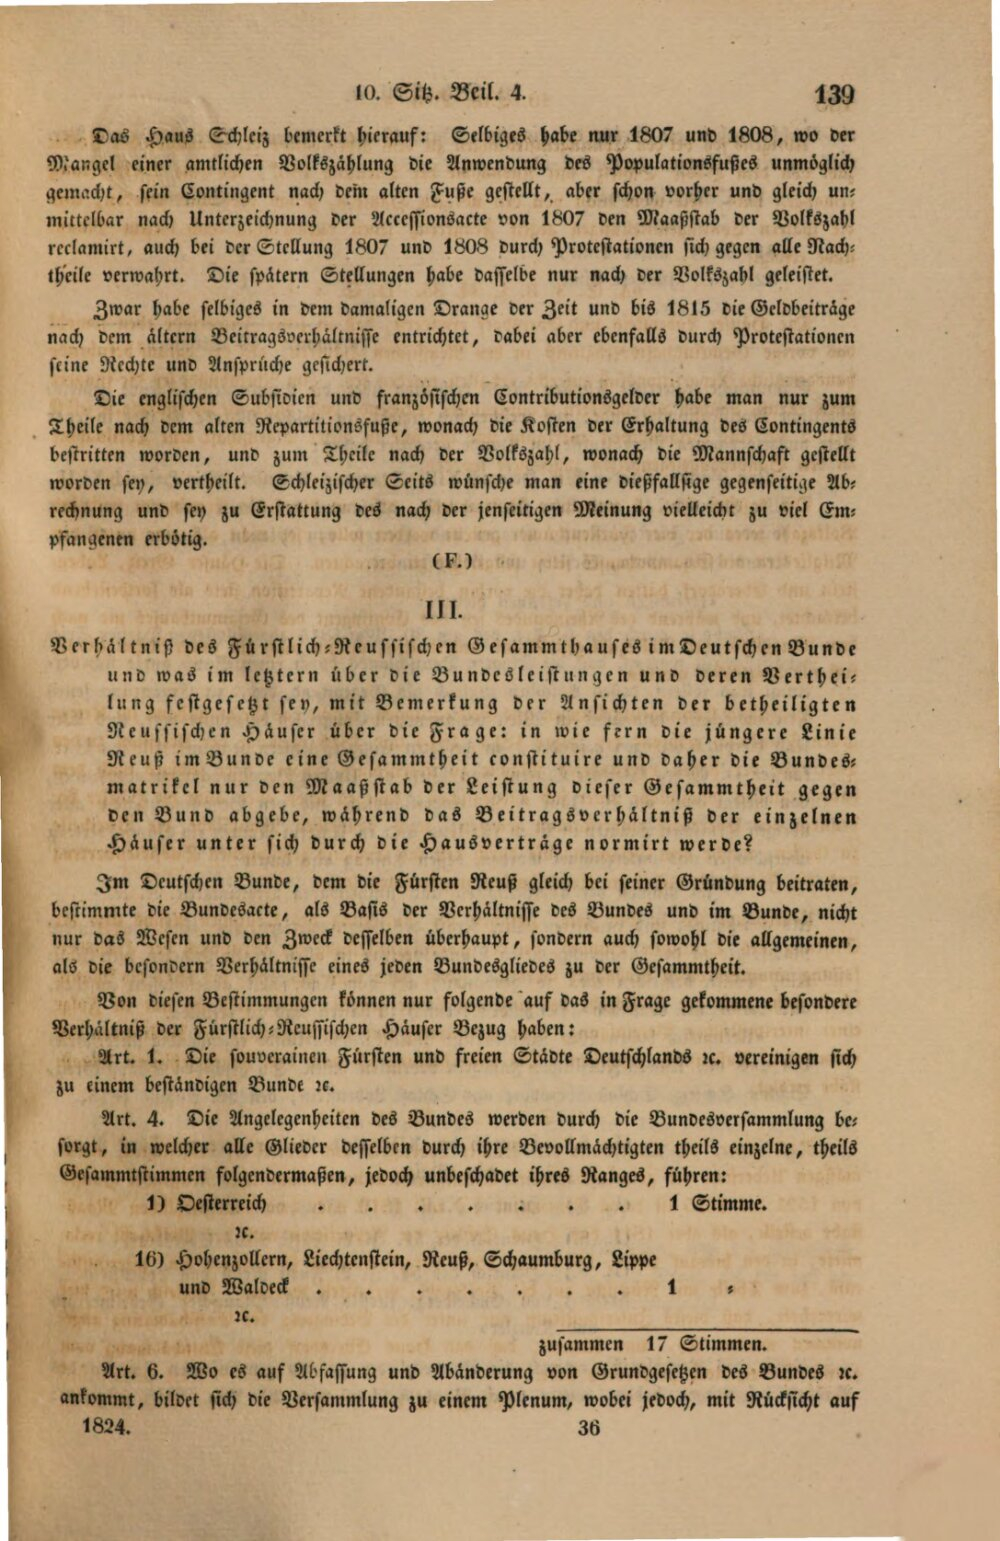 10. Sitz. Beil. 4. 139
Das Haus Schleiz bemerkt hierauf: Selbiges habe nur 1807 und 1808, wo der
Mangel einer amtlichen Volkszählung die Anwendung des Populationsfußes unmöglich
gemacht, sein Contingent nach dem alten Fuße gestellt, aber schon vorher und gleich un⸗
mittelbar nach Unterzeichnung der Accessionsacte von 1807 den Maaßstab der Volkszahl
reclamirt, auch bei der Stellung 1807 und 1808 durch Protestationen sich gegen alle Nach⸗
theile verwahrt. Die spätern Stellungen habe dasselbe nur nach der Volkszahl geleistet.
Zwar habe selbiges in dem damaligen Drange der Zeit und bis 1815 die Geldbeiträge
nach dem ältern Beitragsverhältnisse entrichtet, dabei aber ebenfalls durch Protestationen
seine Rechte und Ansprüche gesichert.
Die englischen Subsidien und französischen Contributionsgelder habe man nur zum
Theile nach dem alten Repartitionsfuße, wonach die Kosten der Erhaltung des Contingents
bestritten worden, und zum Theile nach der Volkszahl, wonach die Mannschaft gestellt
worden sey, vertheilt. Schleizischer Seits wünsche man eine dießfallsige gegenseitige Ab⸗
rechnung und sey zu Erstattung des nach der jenseitigen Meinung vielleicht zu viel Em⸗
pfangenen erbötig.
(F.)
III.
Verhältniß des Fürstlich⸗Reussischen Gesammthauses im Deutschen Bunde
und was im letztern über die Bundesleistungen und deren Verthei⸗
lung festgesetzt sey, mit Bemerkung der Ansichten der betheiligten
Reussischen Häuser über die Frage: in wie fern die jüngere Linie
Reuß im Bunde eine Gesammtheit constituire und daher die Bundes⸗
matrikel nur den Maaßstab der Leistung dieser Gesammtheit gegen
den Bund abgebe, während das Beitragsverhältniß der einzelnen
Häuser unter sich durch die Hausverträge normirt werde?
Im Deutschen Bunde, dem die Fürsten Reuß gleich bei seiner Gründung beitraten,
bestimmte die Bundesacte, als Basis der Verhältnisse des Bundes und im Bunde, nicht
nur das Wesen und den Zweck desselben überhaupt, sondern auch sowohl die allgemeinen,
als die besondern Verhältnisse eines jeden Bundesgliedes zu der Gesammtheit.
Von diesen Bestimmungen können nur folgende auf das in Frage gekommene besondere
Verhältniß der Fürstlich⸗Reussischen Häuser Bezug haben:
Art. 1. Die souverainen Fürsten und freien Städte Deutschlands ꝛc. vereinigen sich
zu einem beständigen Bunde ꝛc.
Art. 4. Die Angelegenheiten des Bundes werden durch die Bundesversammlung be⸗
sorgt, in welcher alle Glieder desselben durch ihre Bevollmächtigten theils einzelne, theils
Gesammtstimmen folgendermaßen, jedoch unbeschadet ihres Ranges, führen:
1) Oesterreich . . . . . . . 1 Stimme.
ꝛc.
16) Hohenzollern, Liechtenstein, Reuß, Schaumburg, Lippe
und Waldeck . . . . . . . 1 ⸗
ꝛc.
zusammen 17 Stimmen.
Art. 6. Wo es auf Abfassung und Abänderung von Grundgesetzen des Bundes ꝛc.
ankommt, bildet sich die Versammlung zu einem Plenum, wobei jedoch, mit Rücksicht auf
1824. 36